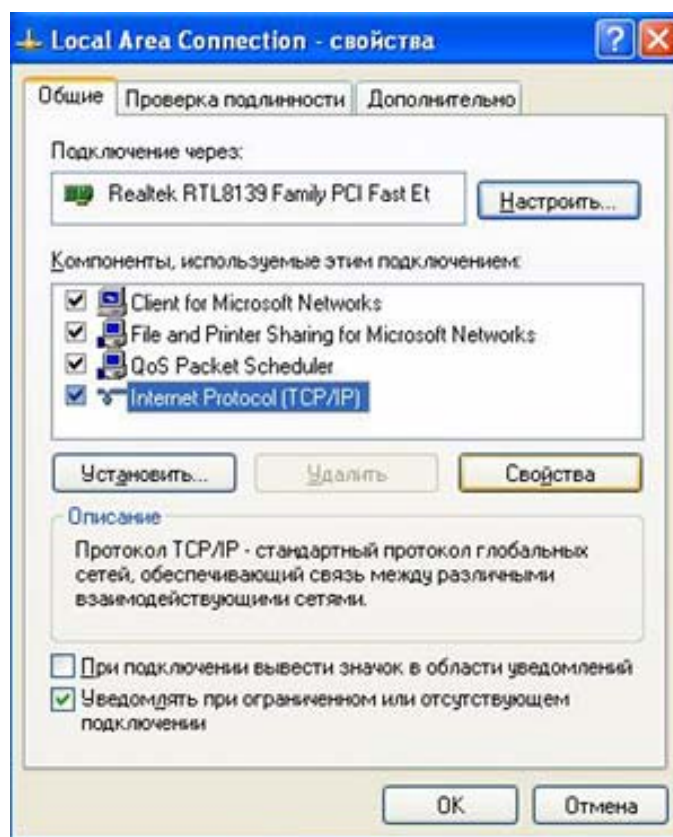 Local Area Connection - свойства
Общие
Проверка подлинности
Дополнительно
Подключение через:
Realtek RTL8139 Family PCI Fast Et
Настроить...
Компоненты, используемые этим подключением:
Client for Microsoft Networks
File and Printer Sharing for Microsoft Networks
QoS Packet Scheduler
Internet Protocol (TCP/IP)
Установить...
Удалить
Свойства
Описание
Протокол TCP/IP - стандартный протокол глобальных
сетей, обеспечивающий связь между различными
взаимодействующими сетями.
При подключении вывести значок в области уведомлений
Уведомлять при ограниченном или отсутствующем
подключении
OK
Отмена